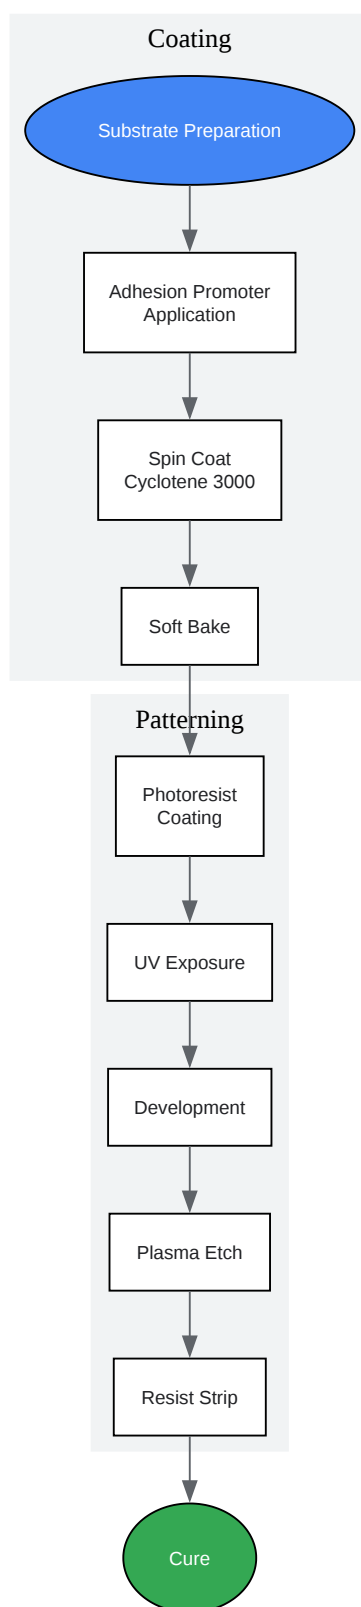 Coating
Substrate Preparation
Adhesion Promoter
Application
Spin Coat
Cyclotene 3000
Soft Bake
Patterning
Photoresist
Coating
UV Exposure
Development
Plasma Etch
Resist Strip
Cure